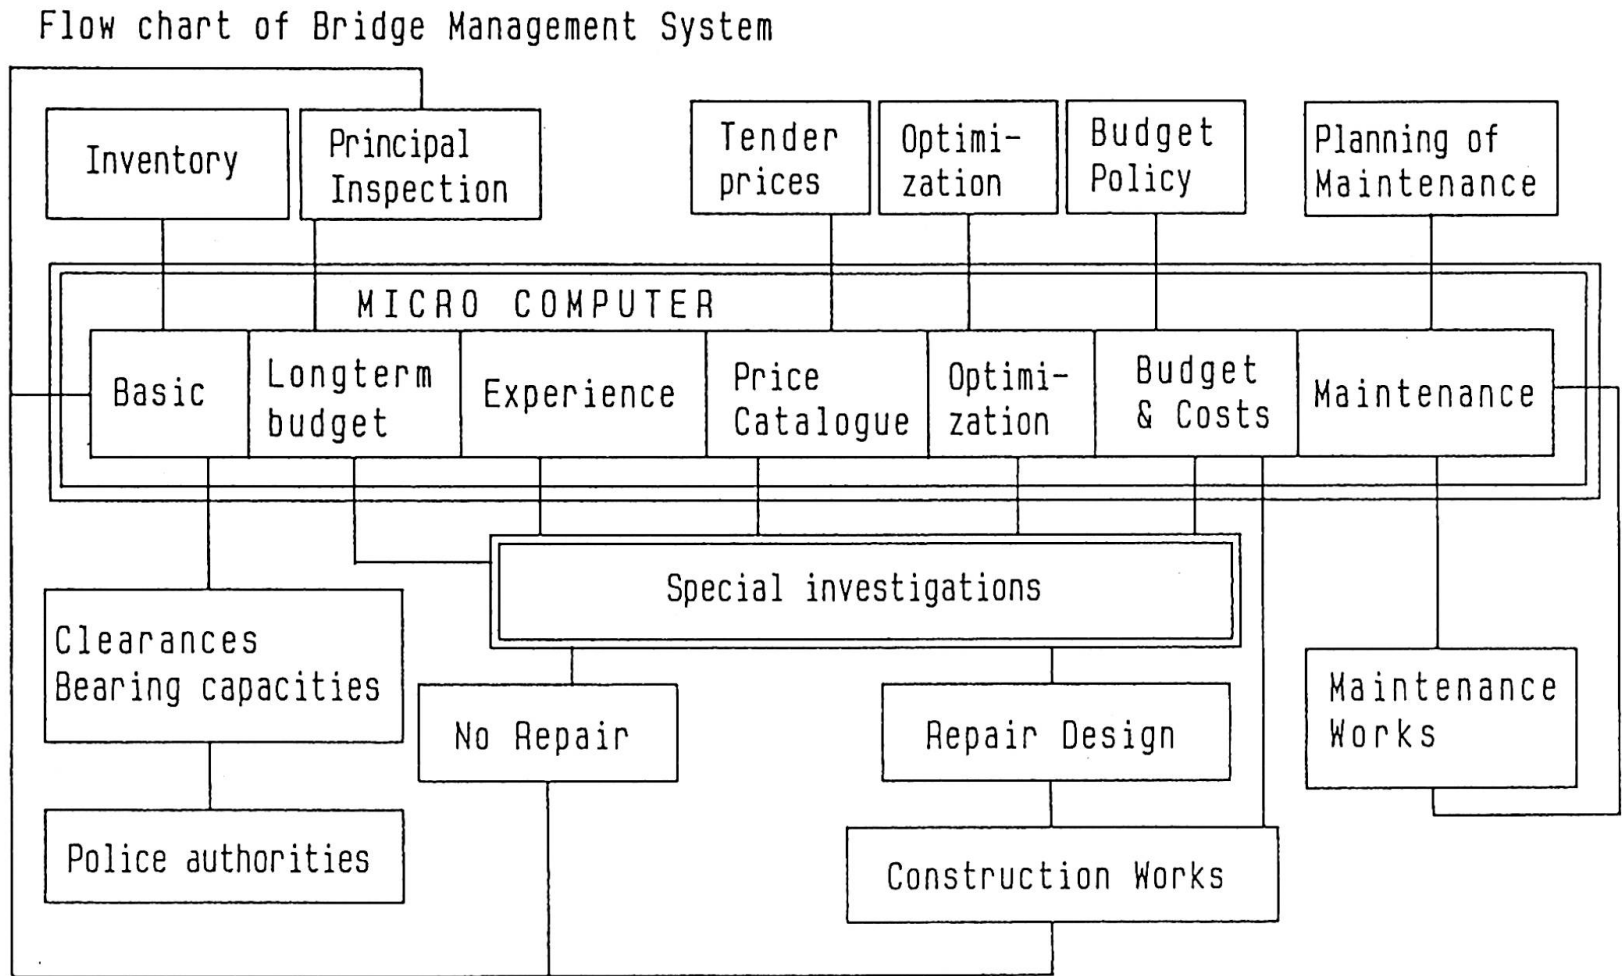 Flow chart of Bridge Management System
Inventory
Principal
Inspection
Tender
prices
Optimi-
zation
Budget
Policy
Planning of
Maintenance
MICRO COMPUTER
Basic
Longterm
budget
Experience
Price
Catalogue
Optimi-
zation
Budget
& Costs
Maintenance
Special investigations
Clearances
Bearing capacities
No Repair
Repair Design
Maintenance
Works
Police authorities
Construction Works